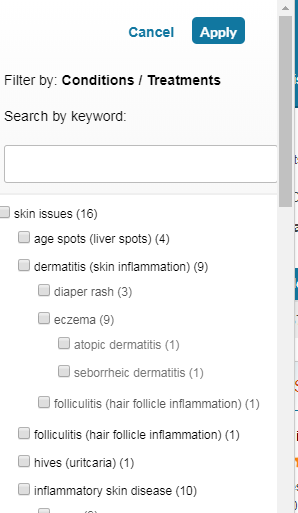 Cancel Apply
Filter by: Conditions / Treatments
Search by keyword:
skin issues (16)
age spots (liver spots) (4)
dermatitis (skin inflammation) (9)
diaper rash (3)
eczema (9)
atopic dermatitis (1)
seborrheic dermatitis (1)
folliculitis (hair follicle inflammation) (1)
folliculitis (hair follicle inflammation) (1)
hives (uritcaria) (1)
inflammatory skin disease (10)